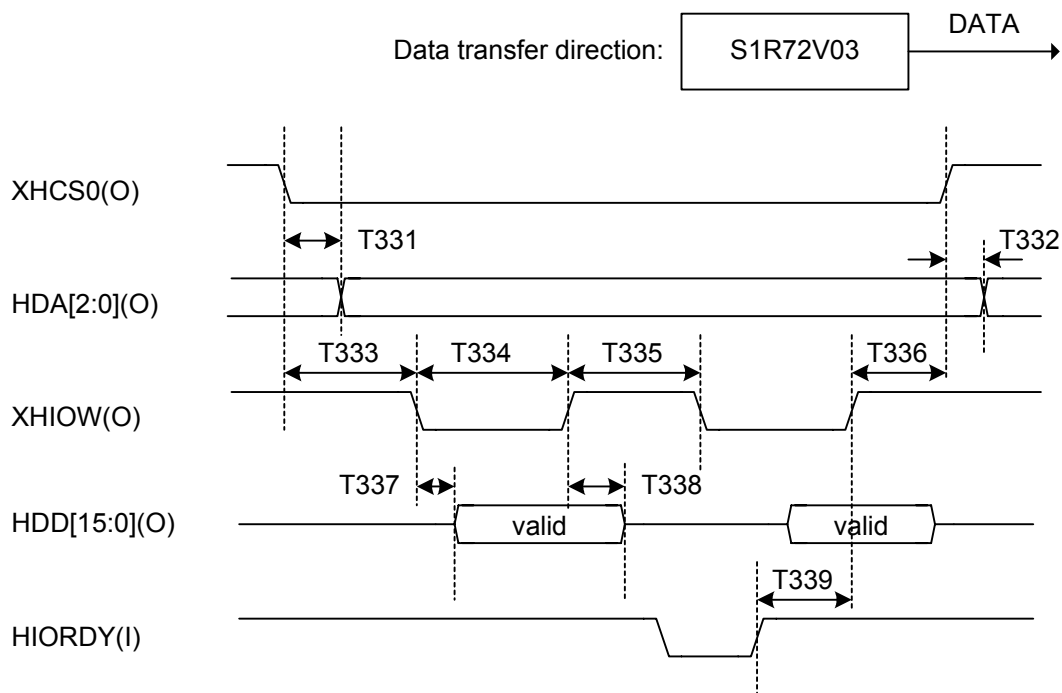 DATA
Data transfer direction: S1R72V03
XHCS0(O)
T331 T332
HDA[2:0](O)
T333 T334 T335 T336
XHIOW(O)
T337 T338
HDD[15:0](O) valid valid
T339
HIORDY(I)